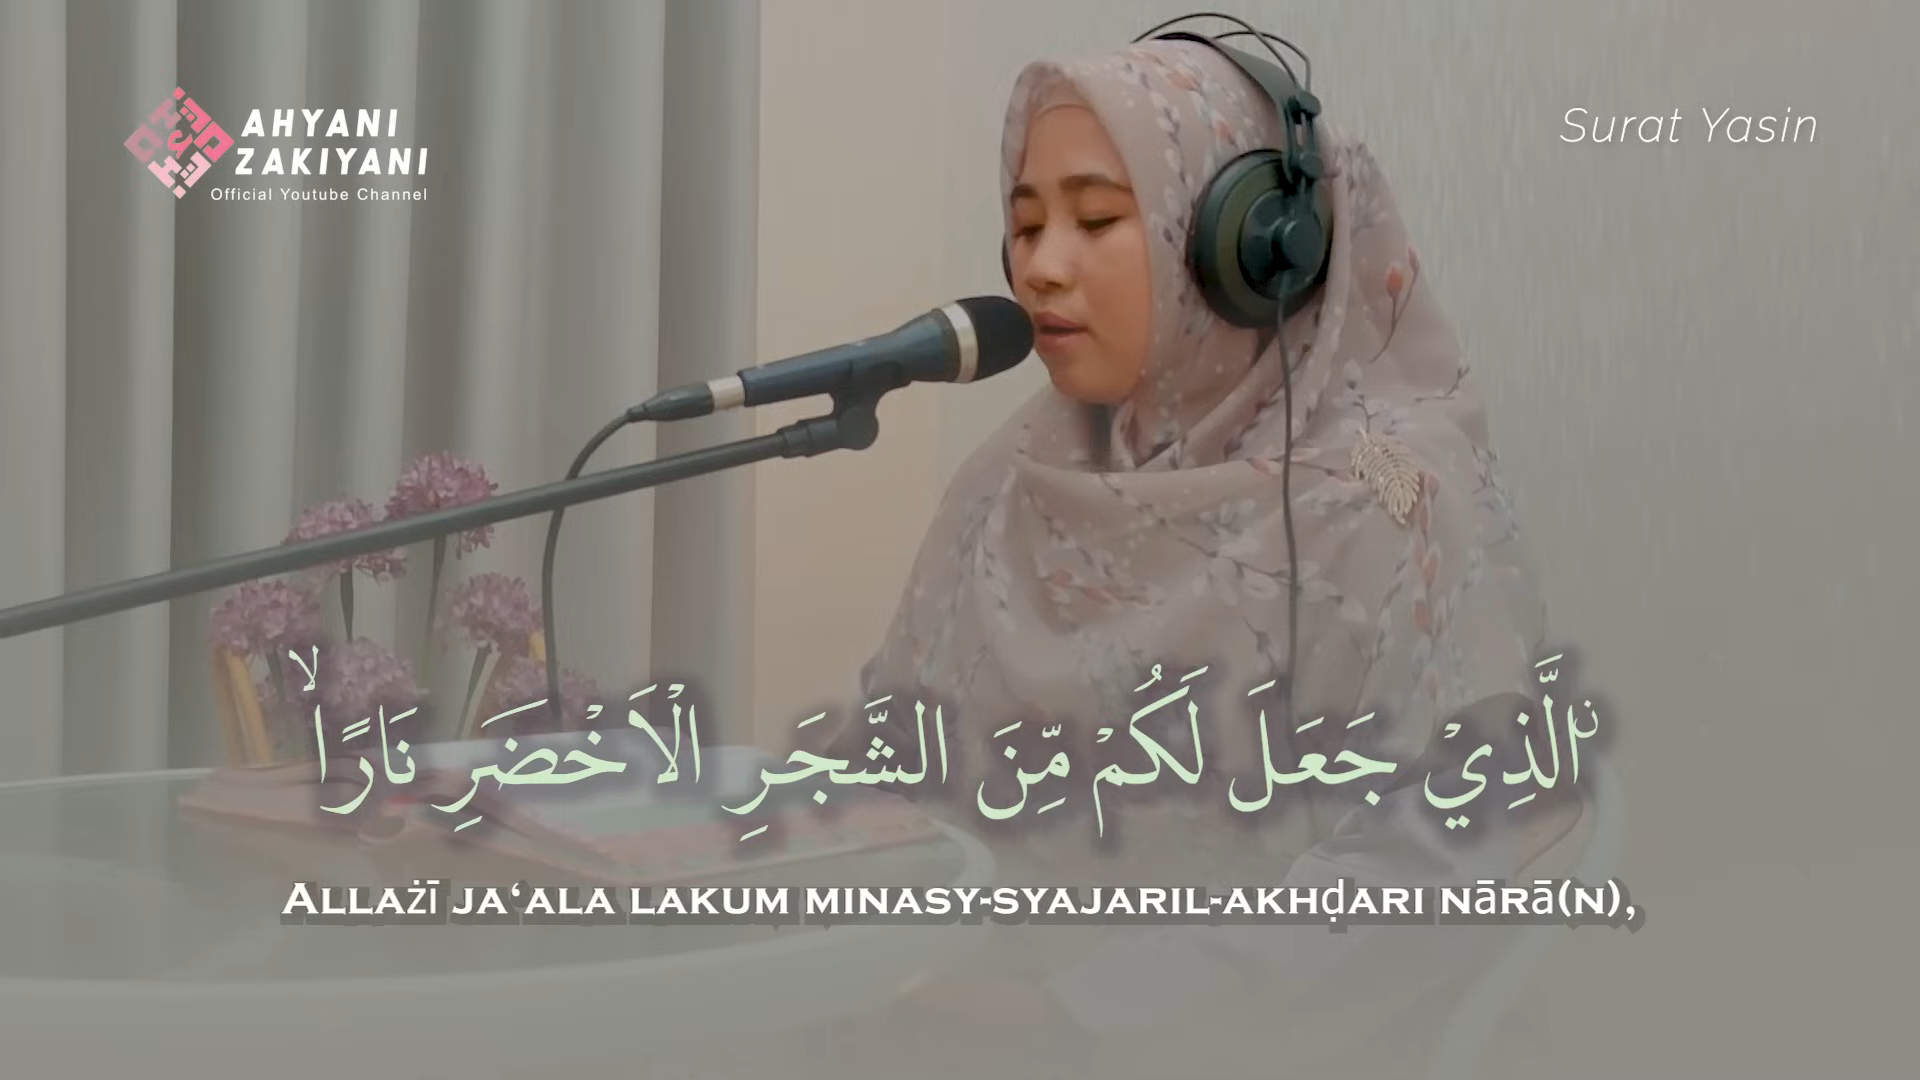 AHYANI
ZAKIYANI
Official Youtube Channel
Surat Yasin
ۨالَّذِيْ جَعَلَ لَكُمْ مِّنَ الشَّجَرِ الْاَخْضَرِ نَارًاۙ
Allażī ja‘ala lakum minasy-syajaril-akhḍari nārā(n),